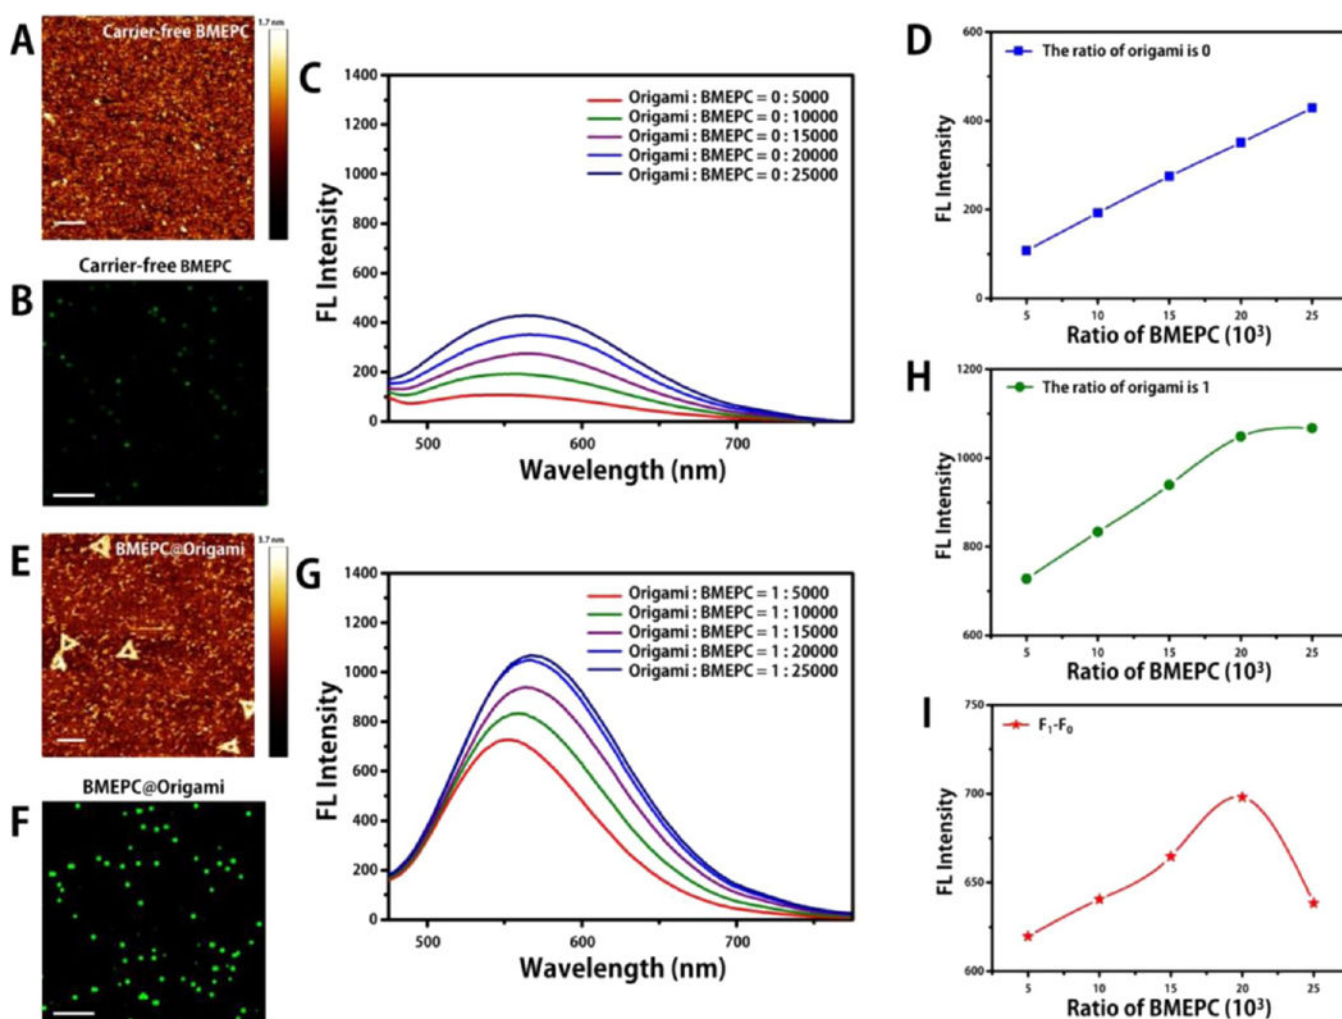 A
Carrier-free BMEPC
1.7 nm
Carrier-free BMEPC
B
C
1400
1200
1000
800
600
400
200
0
FL Intensity
Origami : BMEPC = 0 : 5000
Origami : BMEPC = 0 : 10000
Origami : BMEPC = 0 : 15000
Origami : BMEPC = 0 : 20000
Origami : BMEPC = 0 : 25000
500 600 700
Wavelength (nm)
D
600
400
200
0
FL Intensity
The ratio of origami is 0
5 10 15 20 25
Ratio of BMEPC (10³)
E
BMEPC@Origami
3.7 nm
BMEPC@Origami
F
G
1400
1200
1000
800
600
400
200
0
FL Intensity
Origami : BMEPC = 1 : 5000
Origami : BMEPC = 1 : 10000
Origami : BMEPC = 1 : 15000
Origami : BMEPC = 1 : 20000
Origami : BMEPC = 1 : 25000
500 600 700
Wavelength (nm)
H
1200
1000
800
600
FL Intensity
The ratio of origami is 1
5 10 15 20 25
Ratio of BMEPC (10³)
I
750
700
650
600
FL Intensity
F₁-F₀
5 10 15 20 25
Ratio of BMEPC (10³)